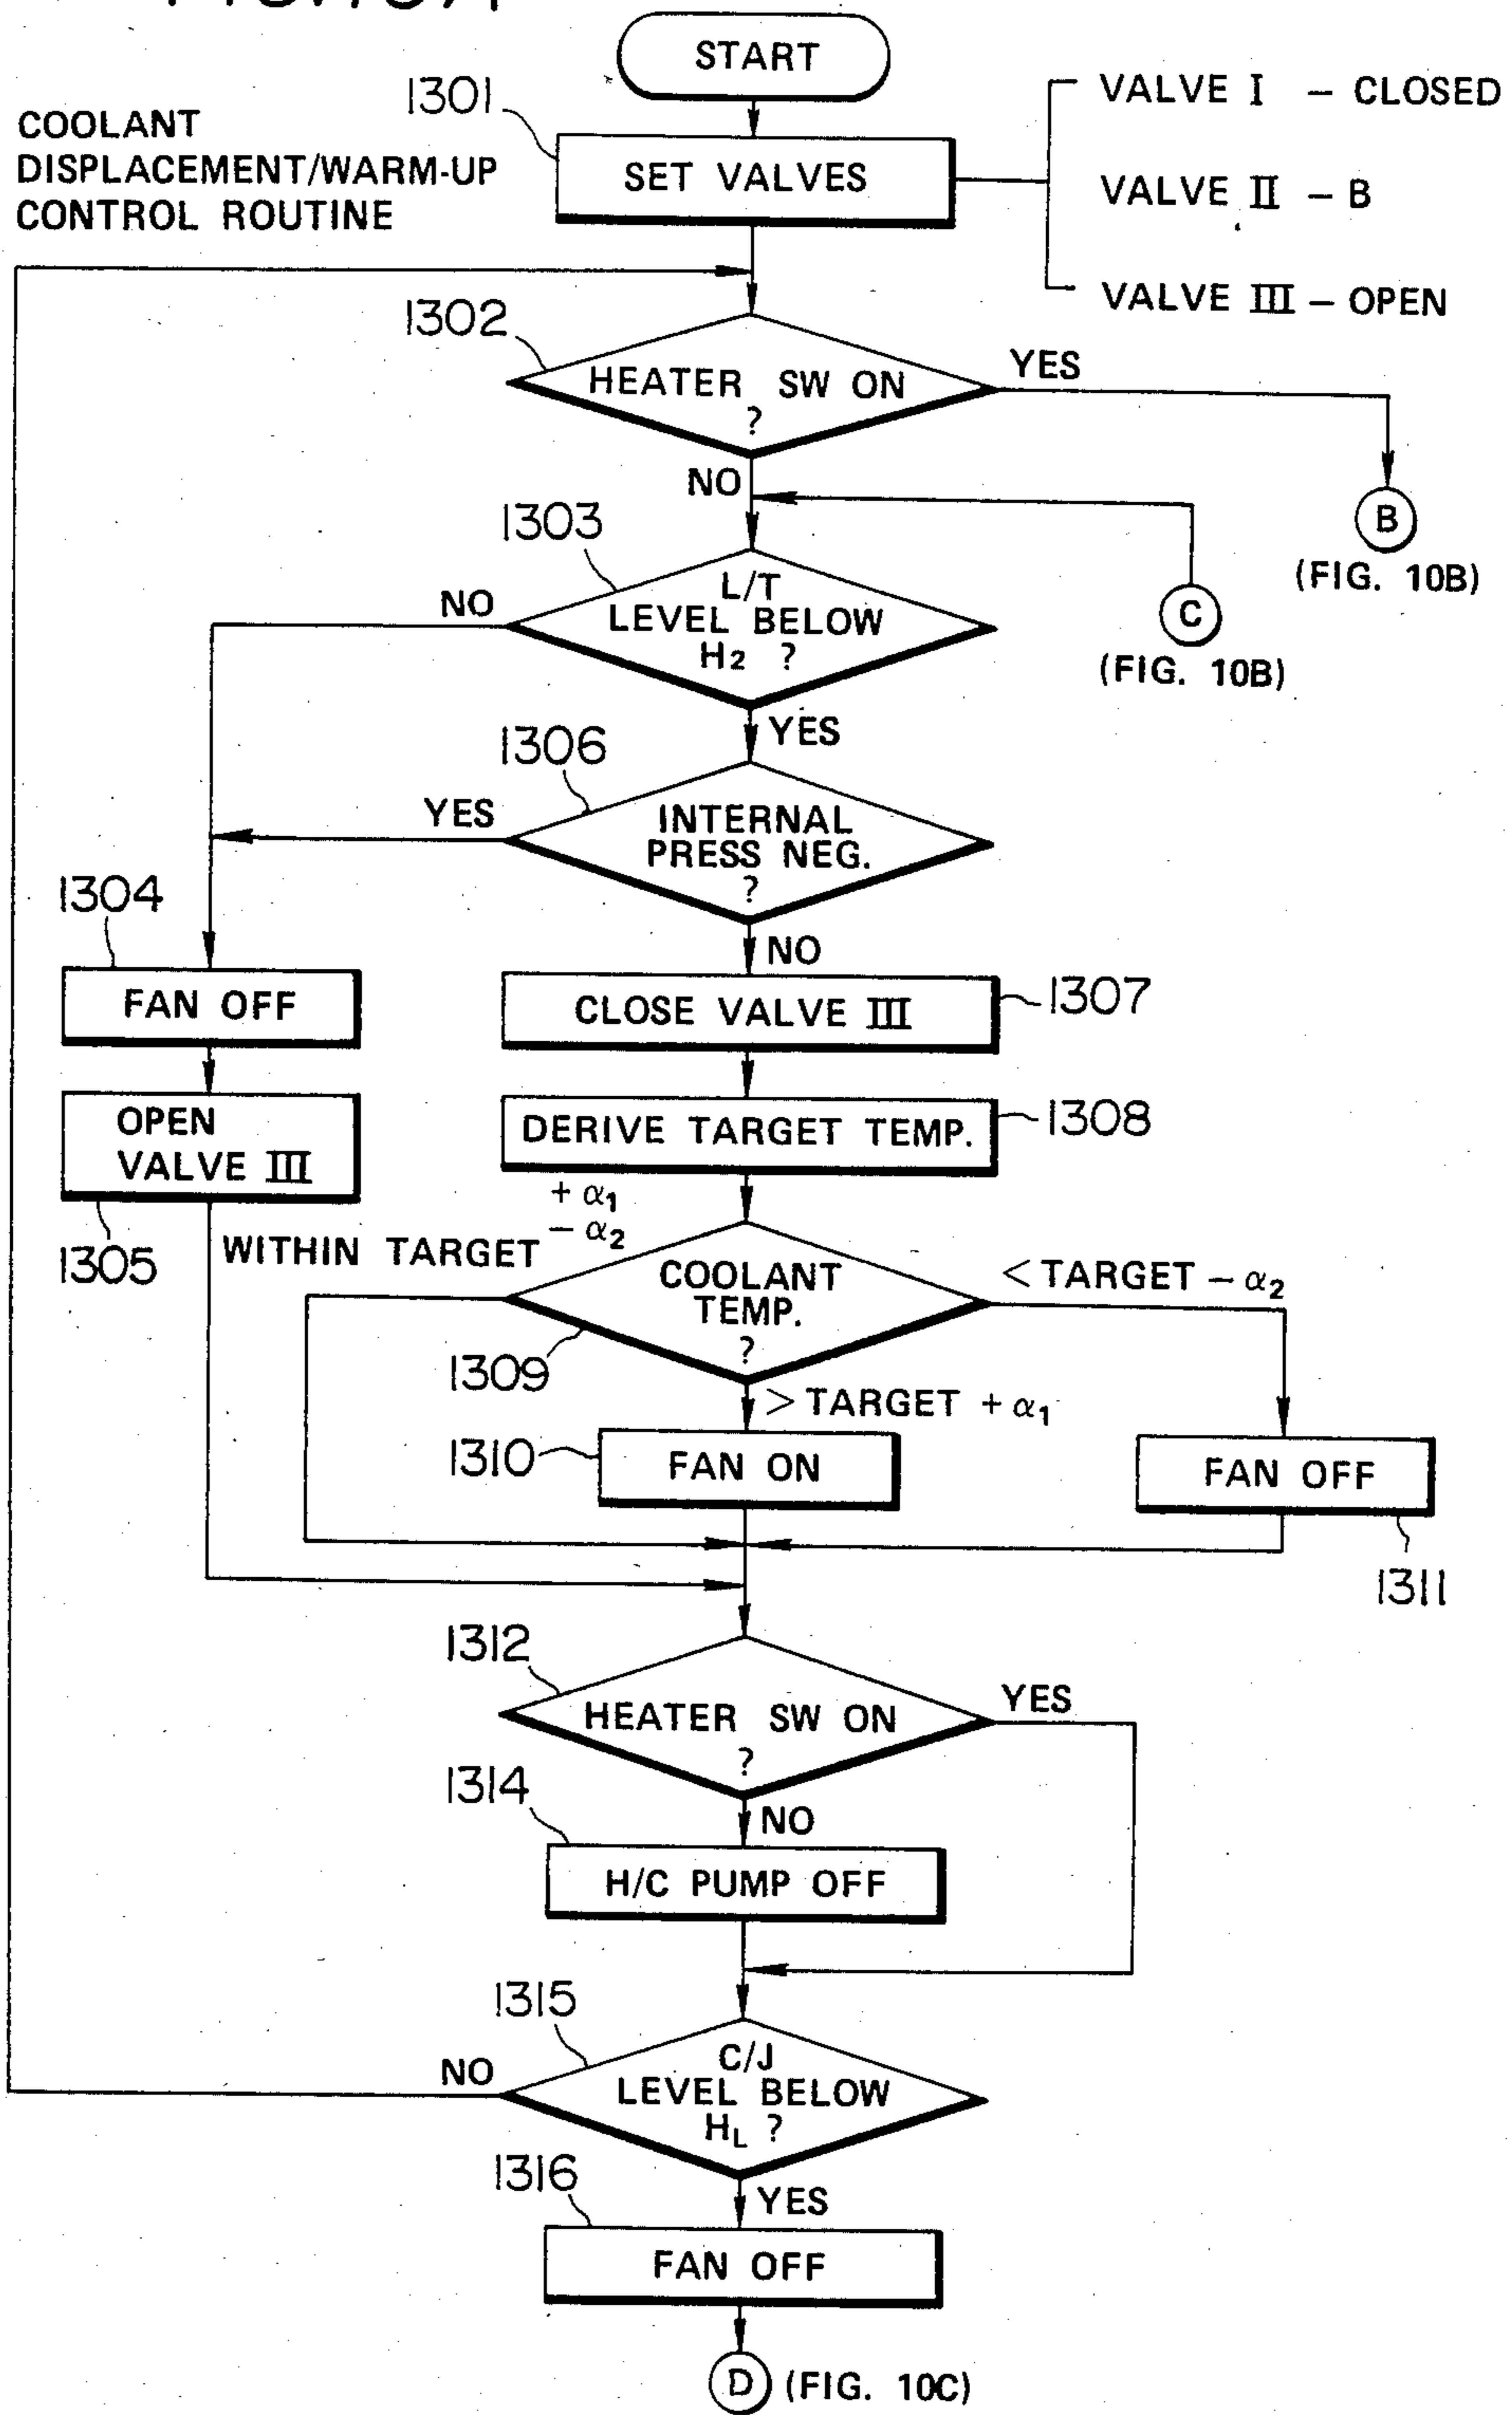 START
1301
COOLANT
DISPLACEMENT/WARM-UP
CONTROL ROUTINE
SET VALVES
VALVE I – CLOSED
VALVE II – B
VALVE III – OPEN
1302
HEATER SW ON
?
YES
NO
B
(FIG. 10B)
C
(FIG. 10B)
1303
L/T
LEVEL BELOW
H2 ?
NO
YES
1306
INTERNAL
PRESS NEG.
?
YES
NO
1304
FAN OFF
CLOSE VALVE III
1307
OPEN
VALVE III
1305
DERIVE TARGET TEMP.
1308
WITHIN TARGET + α1
− α2
COOLANT
TEMP.
?
< TARGET − α2
1309
> TARGET + α1
1310
FAN ON
FAN OFF
1311
1312
HEATER SW ON
?
YES
1314
NO
H/C PUMP OFF
1315
C/J
LEVEL BELOW
HL ?
NO
1316
YES
FAN OFF
D (FIG. 10C)